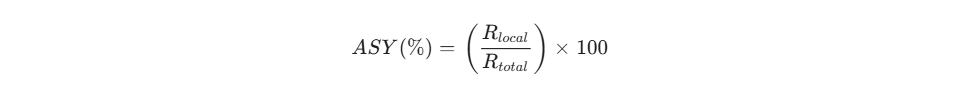 ASY(%) = (R_local / R_total) × 100